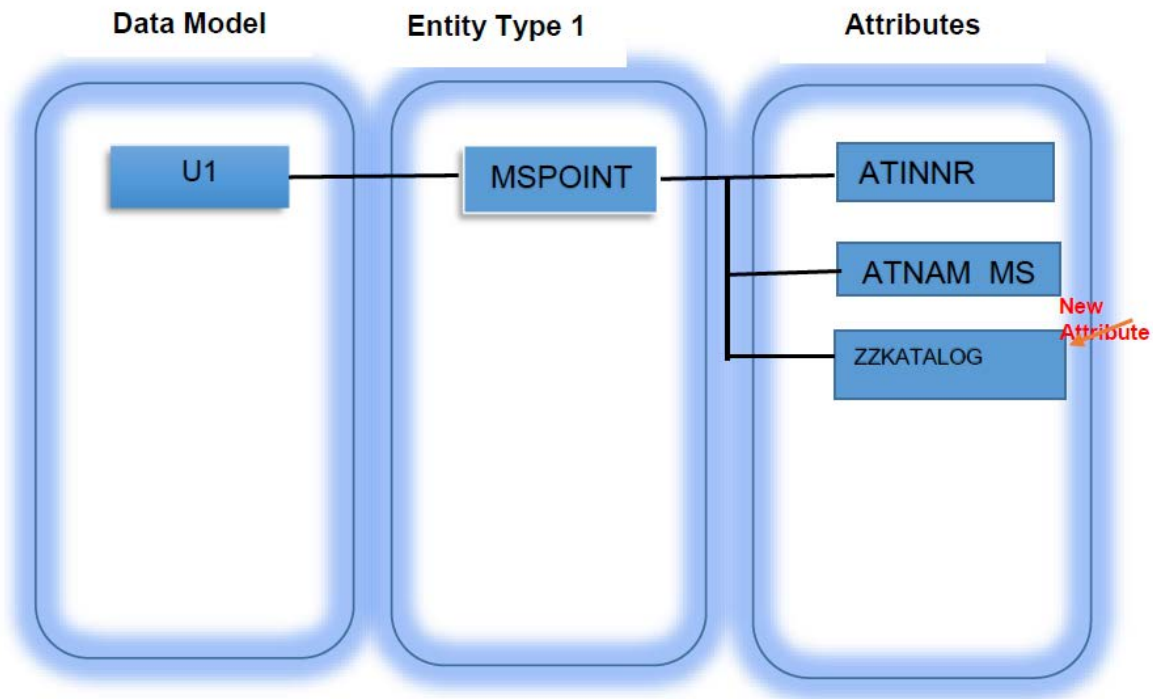 Data Model
Entity Type 1
Attributes
U1
MSPOINT
ATINNR
ATNAM MS
New
Attribute
ZZKATALOG